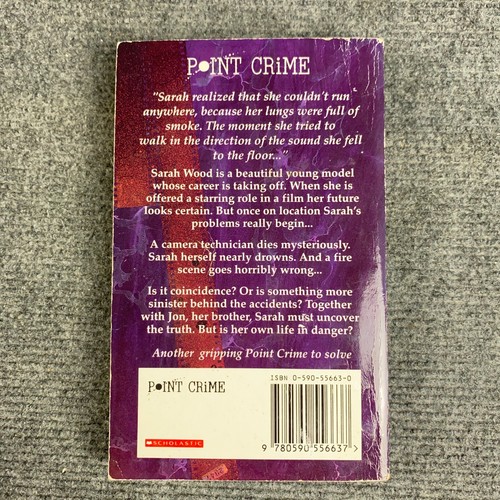 POINT CRiME
"Sarah realized that she couldn't run
anywhere, because her lungs were full of
smoke. The moment she tried to
walk in the direction of the sound she fell
to the floor..."
Sarah Wood is a beautiful young model
whose career is taking off. When she is
offered a starring role in a film her future
looks certain. But once on location Sarah's
problems really begin...
A camera technician dies mysteriously.
Sarah herself nearly drowns. And a fire
scene goes horribly wrong...
Is it coincidence? Or is something more
sinister behind the accidents? Together
with Jon, her brother, Sarah must uncover
the truth. But is her own life in danger?
Another gripping Point Crime to solve
ISBN 0-590-55663-0
POINT CRiME
SCHOLASTIC
9 780590 556637 >